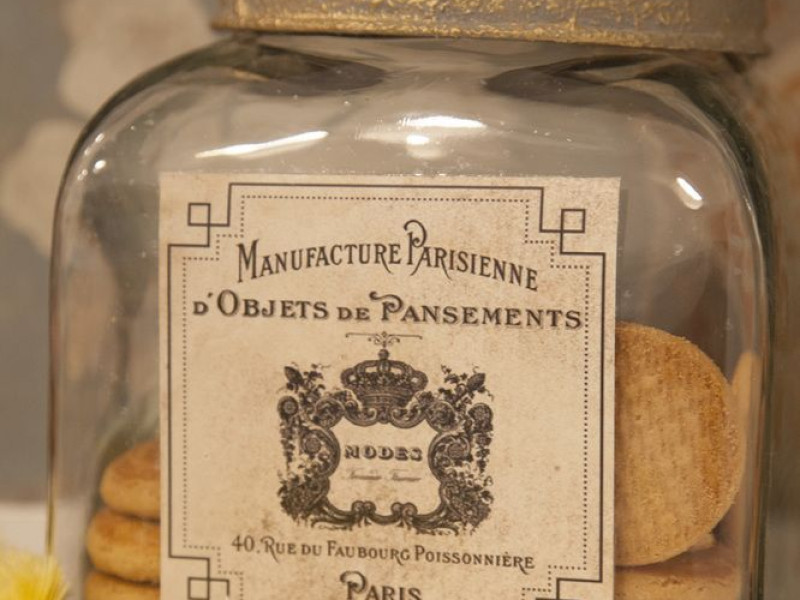 MANUFACTURE PARISIENNE
D'OBJETS DE PANSEMENTS
MODES
40, RUE DU FAUBOURG POISSONNIÈRE
PARIS